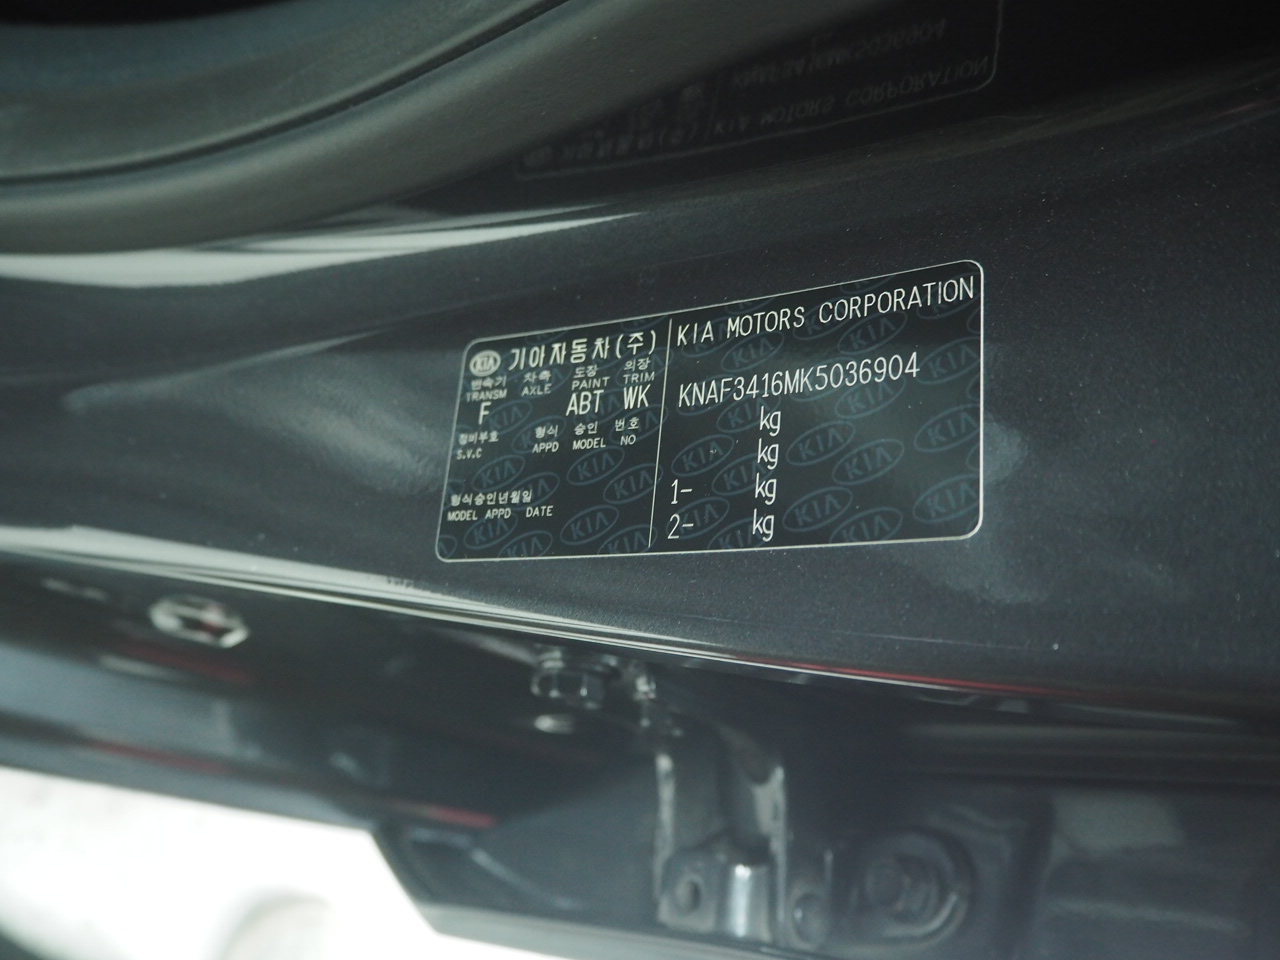 KIA 기아자동차(주)
변속기 차축 도장 의장
TRANSM AXLE PAINT TRIM
F ABT WK
정비부호 형식 승인 번호
S.V.C APPD MODEL NO
형식승인년월일
MODEL APPD DATE
KIA MOTORS CORPORATION
KNAF3416MK5036904
kg
kg
1- kg
2- kg